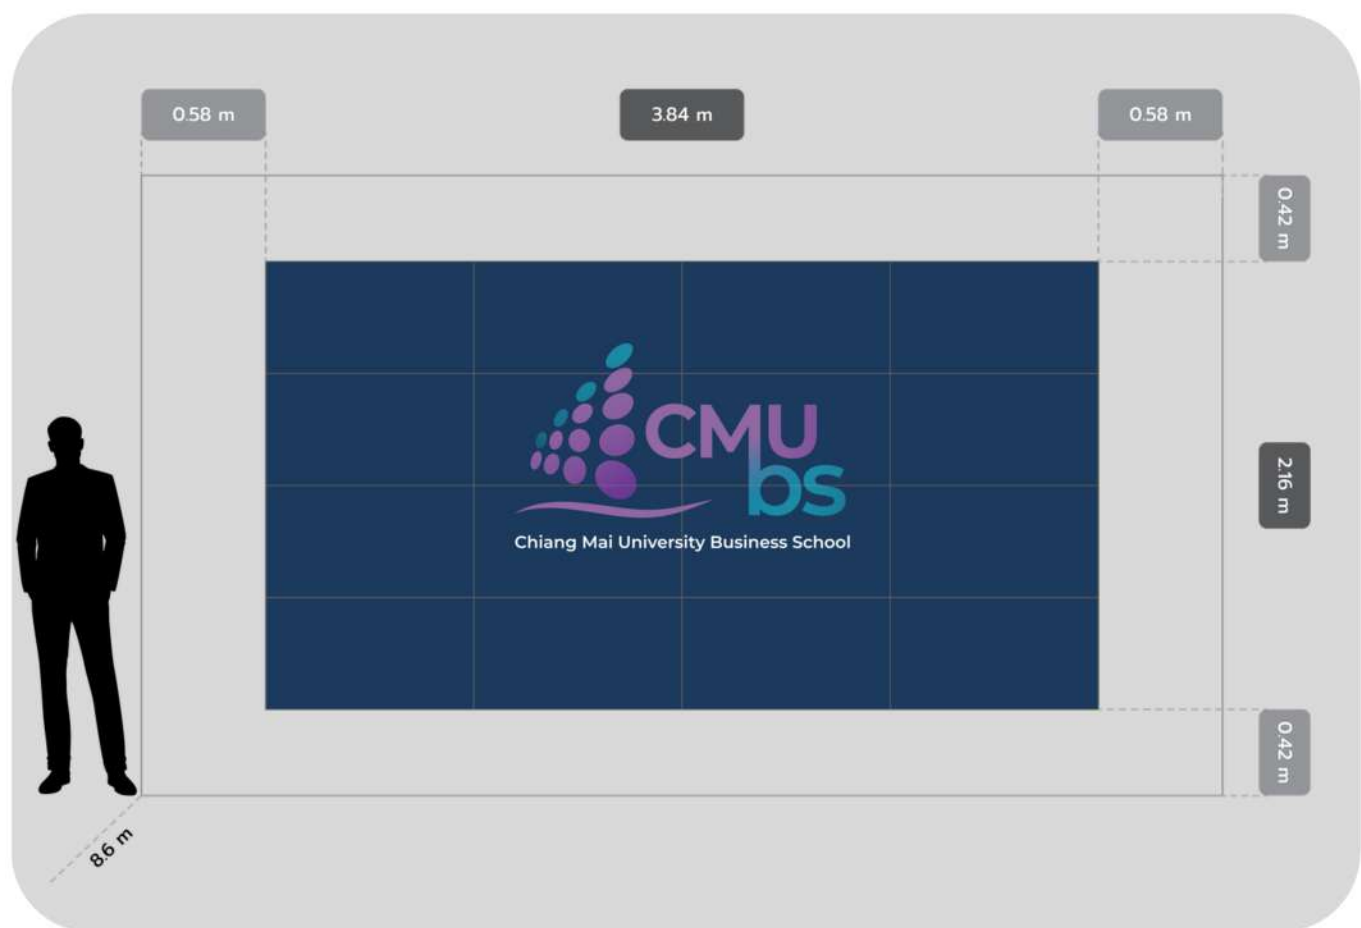 0.58 m
3.84 m
0.58 m
0.42 m
CMU
bs
2.16 m
Chiang Mai University Business School
0.42 m
8.6 m